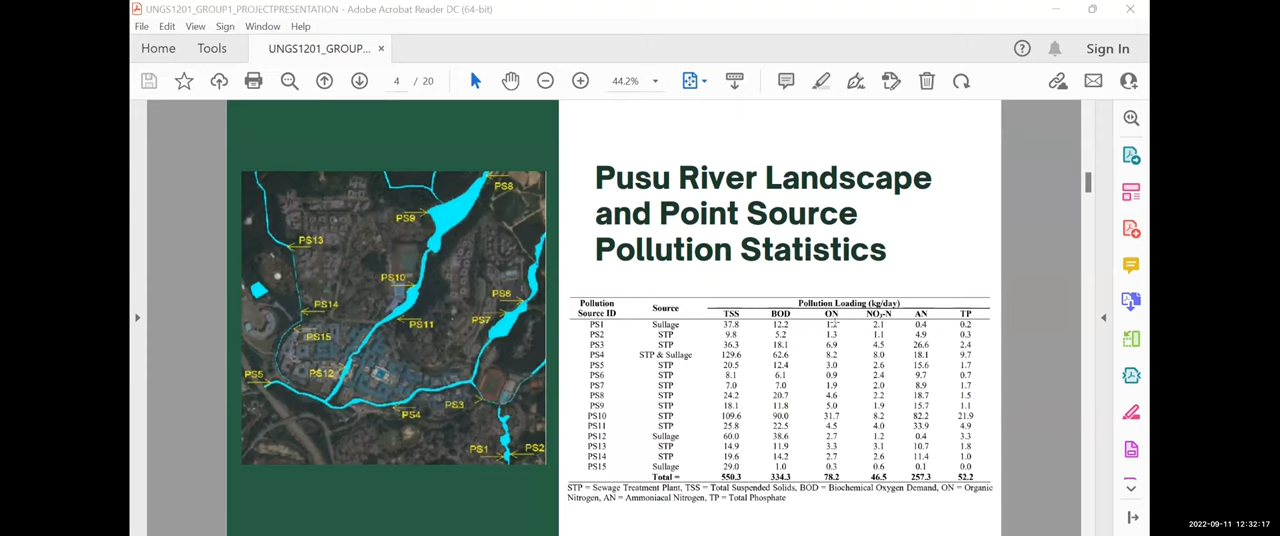 UNGS1201_GROUP1_PROJECTPRESENTATION - Adobe Acrobat Reader DC (64-bit)
File Edit View Sign Window Help
Home Tools UNGS1201_GROUP... × Sign In
4 / 20 44.2%
Pusu River Landscape
and Point Source
Pollution Statistics
PS8
PS9
PS13
PS10
PS6
PS14
PS7
PS11
PS15
PS12
PS5
PS3
PS4
PS1
PS2
Pollution Source ID Source Pollution Loading (kg/day)
TSS BOD ON NO3-N AN TP
PS1 Sullage 37.8 12.2 2.1 0.4 0.2
PS2 STP 9.8 5.2 1.3 1.1 4.9 0.3
PS3 STP 36.3 18.1 6.9 4.5 26.6 2.4
PS4 STP & Sullage 129.6 62.6 8.2 8.0 18.1 9.7
PS5 STP 20.5 12.4 3.0 2.6 15.6 1.7
PS6 STP 8.1 6.1 0.9 2.4 9.7 0.7
PS7 STP 7.0 7.0 1.9 2.0 8.9 1.7
PS8 STP 24.2 20.7 4.6 2.2 18.7 1.5
PS9 STP 18.1 11.8 5.0 1.9 15.7 1.1
PS10 STP 109.6 90.0 31.7 8.2 82.2 21.9
PS11 STP 25.8 22.5 4.5 4.0 33.9 4.9
PS12 Sullage 60.0 38.6 2.7 1.2 0.4 3.3
PS13 STP 14.9 11.9 3.3 3.1 10.7 1.8
PS14 STP 19.6 14.2 2.7 2.6 11.4 1.0
PS15 Sullage 29.0 1.0 0.3 0.6 0.1 0.0
Total = 550.3 334.3 78.2 46.5 257.3 52.2
STP = Sewage Treatment Plant, TSS = Total Suspended Solids, BOD = Biochemical Oxygen Demand, ON = Organic
Nitrogen, AN = Ammoniacal Nitrogen, TP = Total Phosphate
2022-09-11 12:32:17